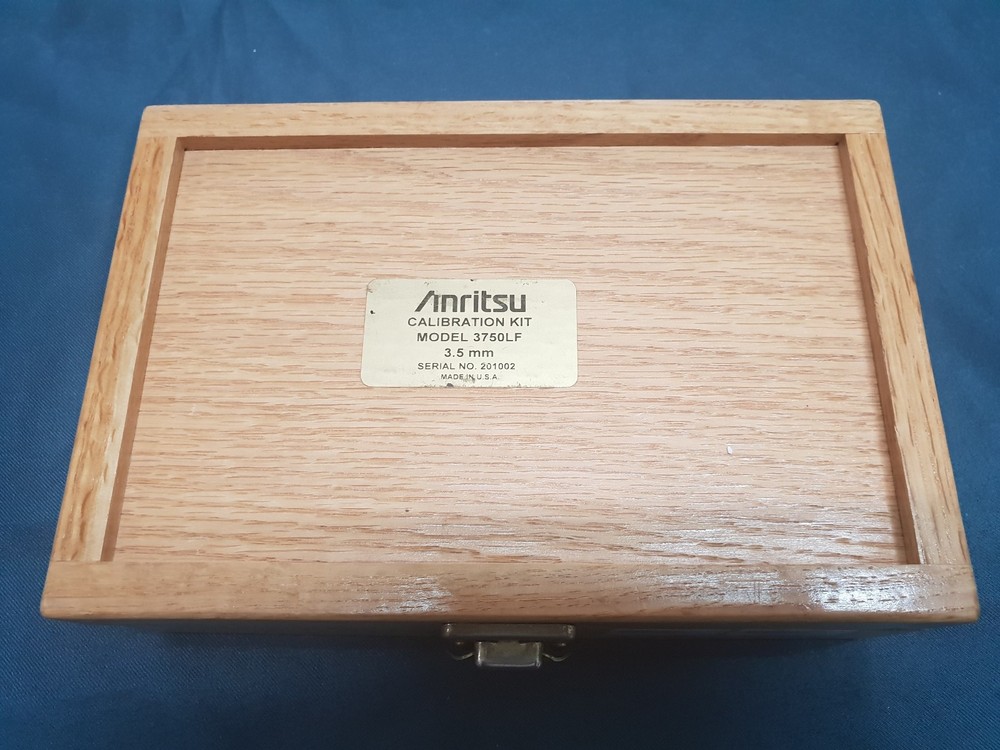 Anritsu
CALIBRATION KIT
MODEL 3750LF
3.5 mm
SERIAL NO. 201002
MADE IN U.S.A.